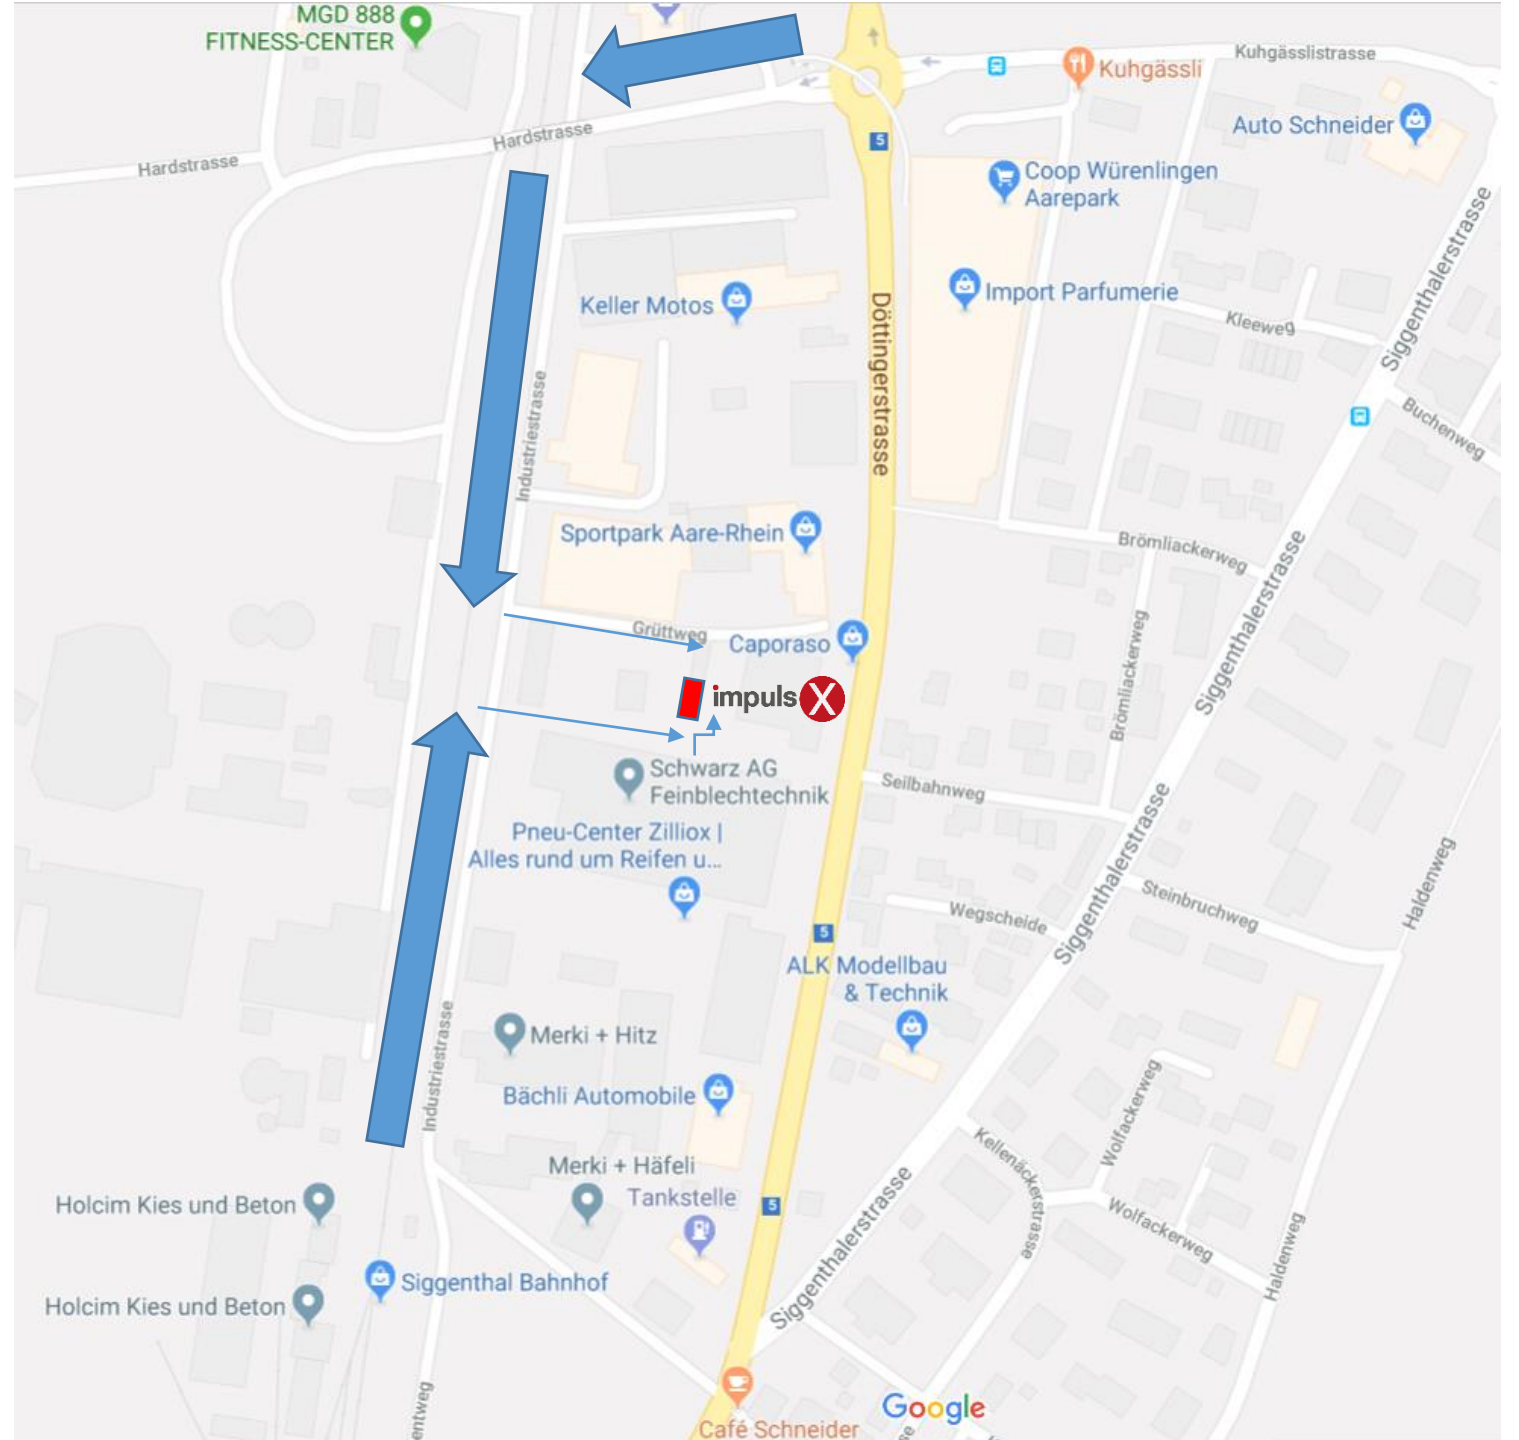 MGD 888
FITNESS-CENTER
Kuhgässlistrasse
Kuhgässli
Auto Schneider
Hardstrasse
Hardstrasse
5
Coop Würenlingen
Aarepark
Siggenthalerstrasse
Import Parfumerie
Keller Motos
Kleeweg
Döttingerstrasse
Industriestrasse
Buchenweg
Sportpark Aare-Rhein
Brömliackerweg
Siggenthalerstrasse
Grüttweg
Caporaso
Brömliackerweg
impuls X
Schwarz AG
Feinblechtechnik
Seilbahnweg
Pneu-Center Zilliox |
Alles rund um Reifen u...
Siggenthalerstrasse
Haldenweg
Steinbruchweg
Wegscheide
5
ALK Modellbau
& Technik
Merki + Hitz
Industriestrasse
Bächli Automobile
Wolfackerweg
Kellenäckerstrasse
Merki + Häfeli
Tankstelle
5
Holcim Kies und Beton
Siggenthalerstrasse
Wolfackerweg
Haldenweg
Siggenthal Bahnhof
Holcim Kies und Beton
entweg
Google
Café Schneider